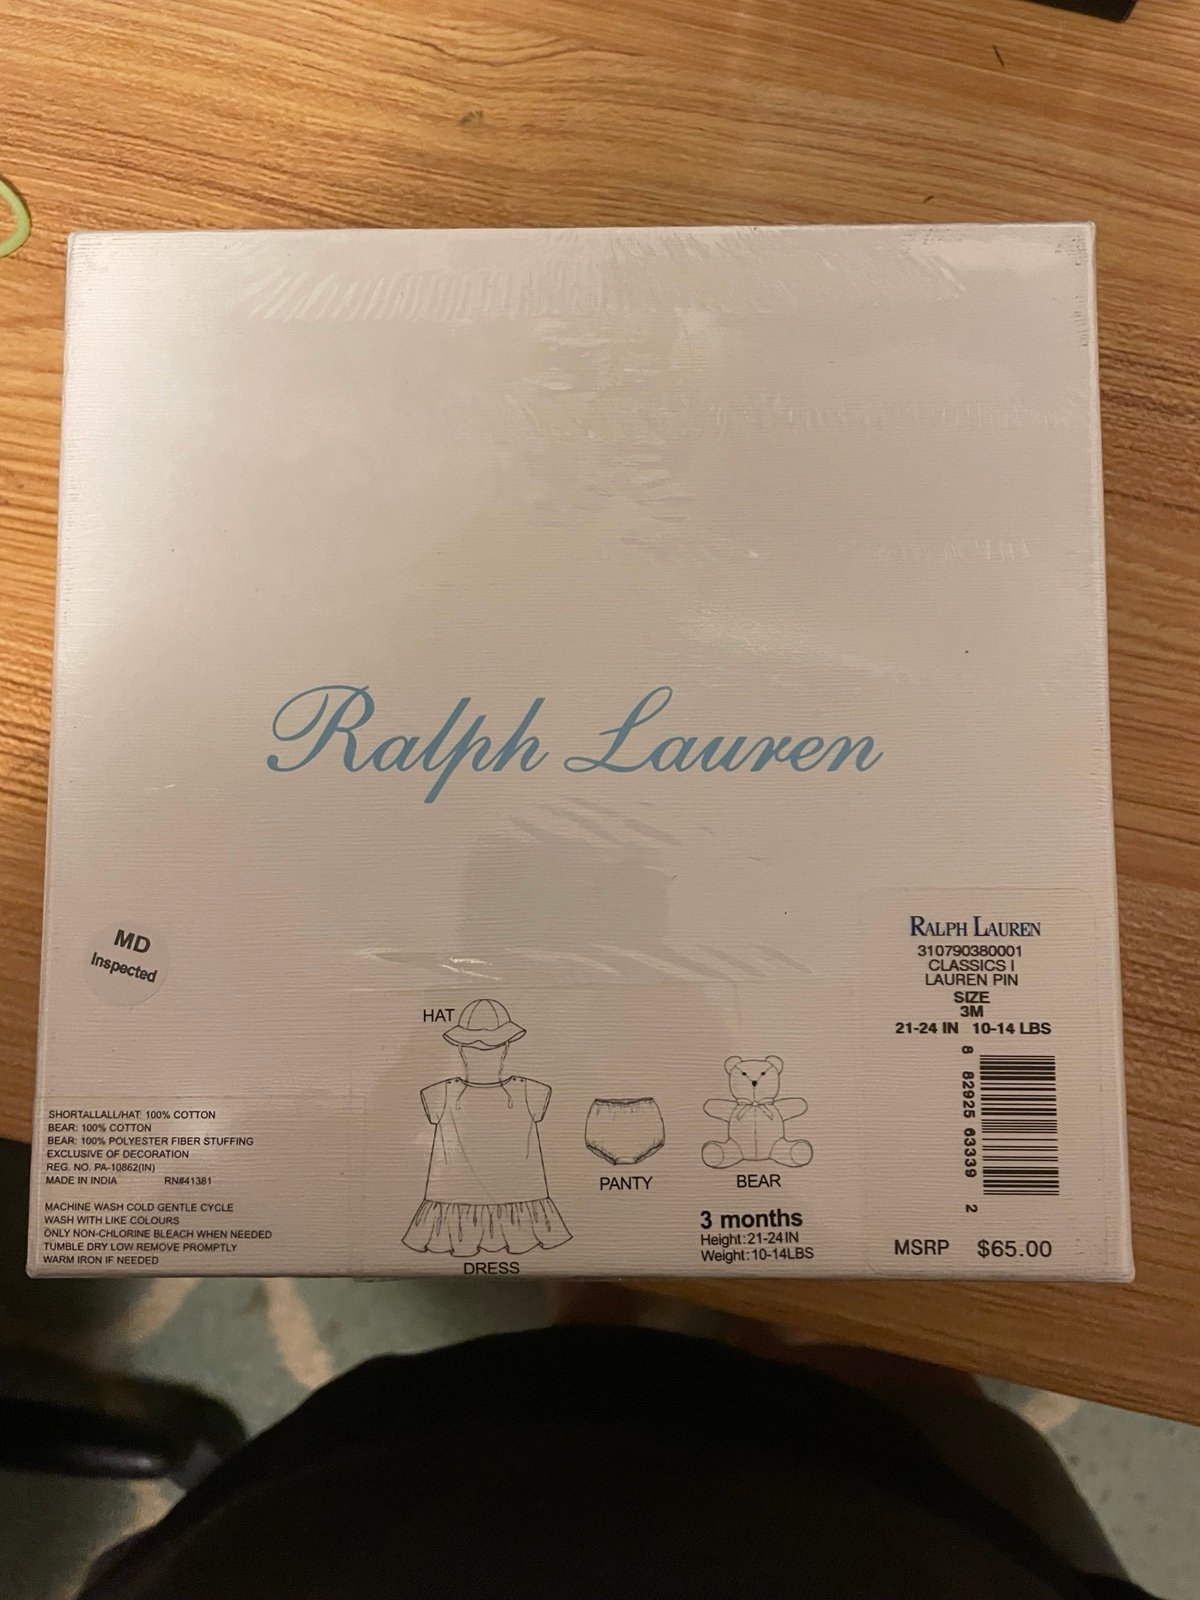 Ralph Lauren
MD
Inspected
HAT
DRESS
PANTY
BEAR
3 months
Height:21-24IN
Weight:10-14LBS
SHORTALLALL/HAT: 100% COTTON
BEAR: 100% COTTON
BEAR: 100% POLYESTER FIBER STUFFING
EXCLUSIVE OF DECORATION
REG. NO. PA-10862(IN)
MADE IN INDIA RN#41381
MACHINE WASH COLD GENTLE CYCLE
WASH WITH LIKE COLOURS
ONLY NON-CHLORINE BLEACH WHEN NEEDED
TUMBLE DRY LOW REMOVE PROMPTLY
WARM IRON IF NEEDED
RALPH LAUREN
310790380001
CLASSICS I
LAUREN PIN
SIZE
3M
21-24 IN 10-14 LBS
8 82925 63339 2
MSRP $65.00